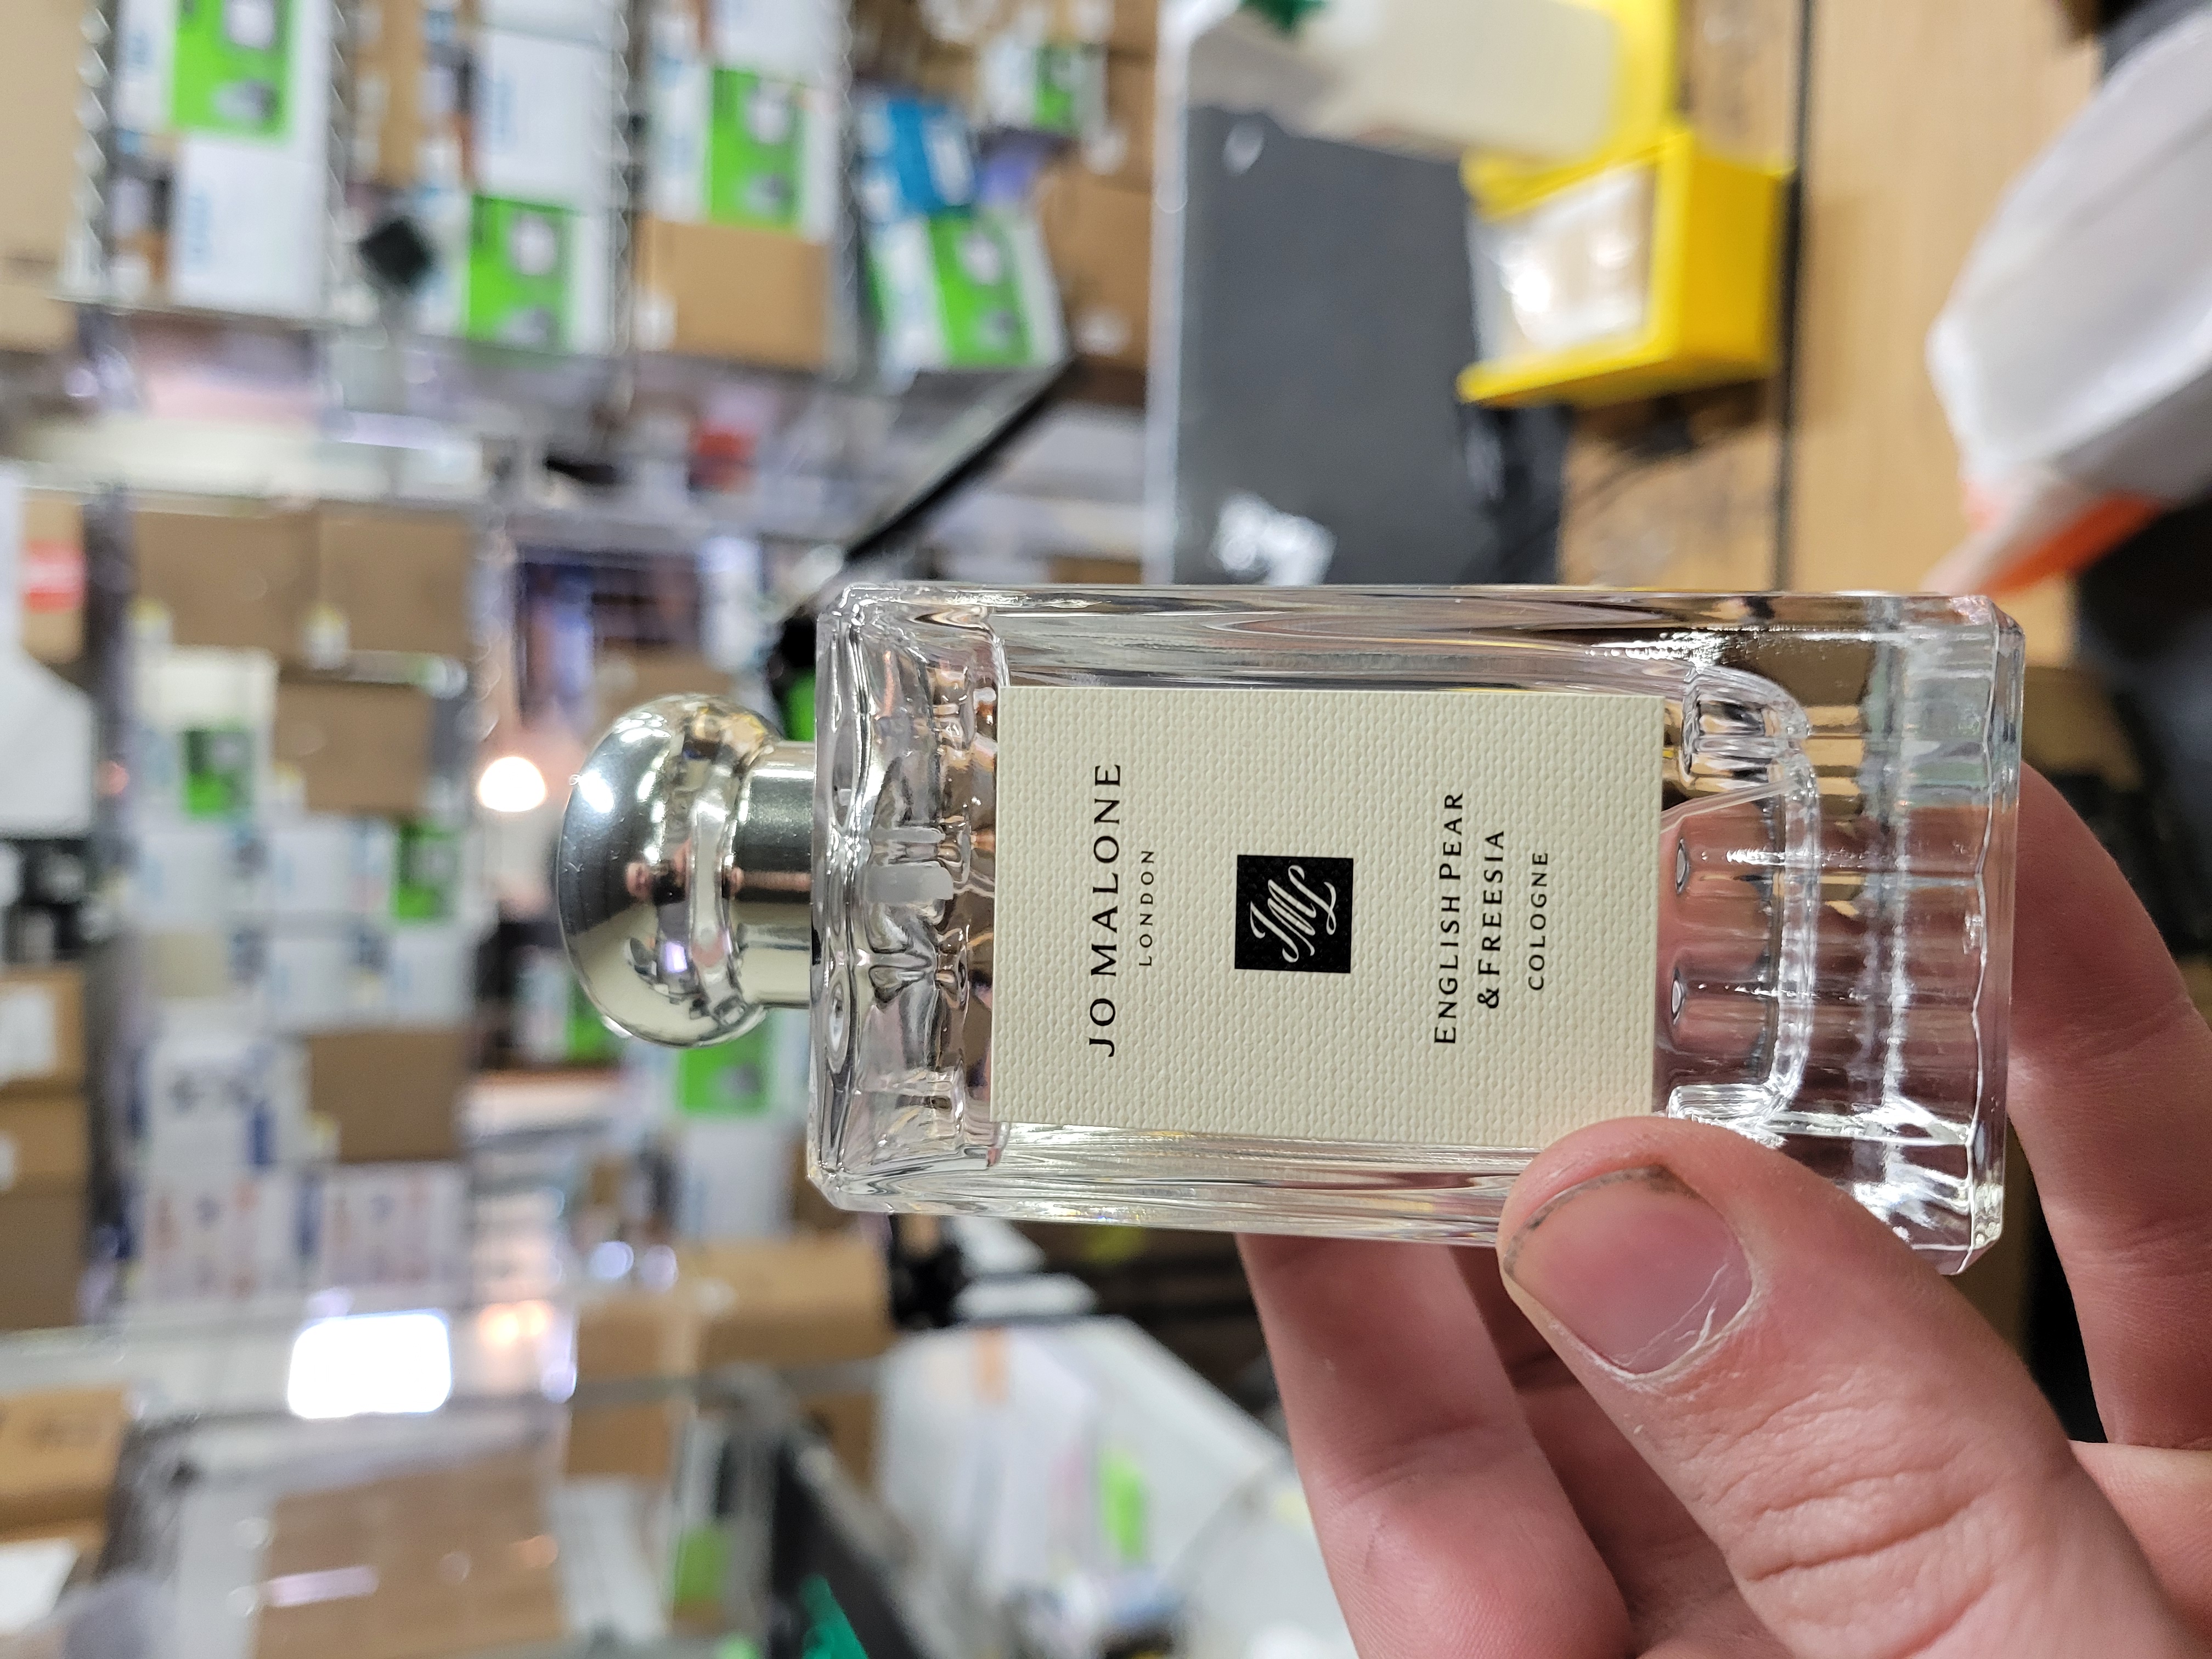 JO MALONE
LONDON
JML
ENGLISH PEAR
& FREESIA
COLOGNE